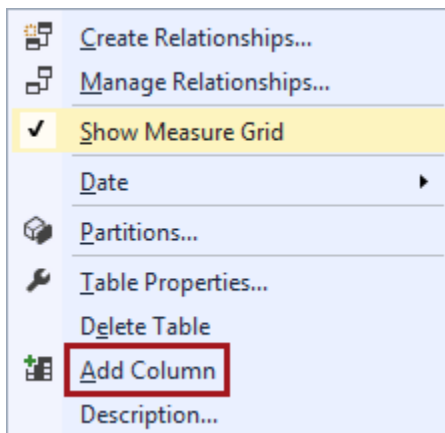 Create Relationships...
Manage Relationships...
Show Measure Grid
Date
Partitions...
Table Properties...
Delete Table
Add Column
Description...